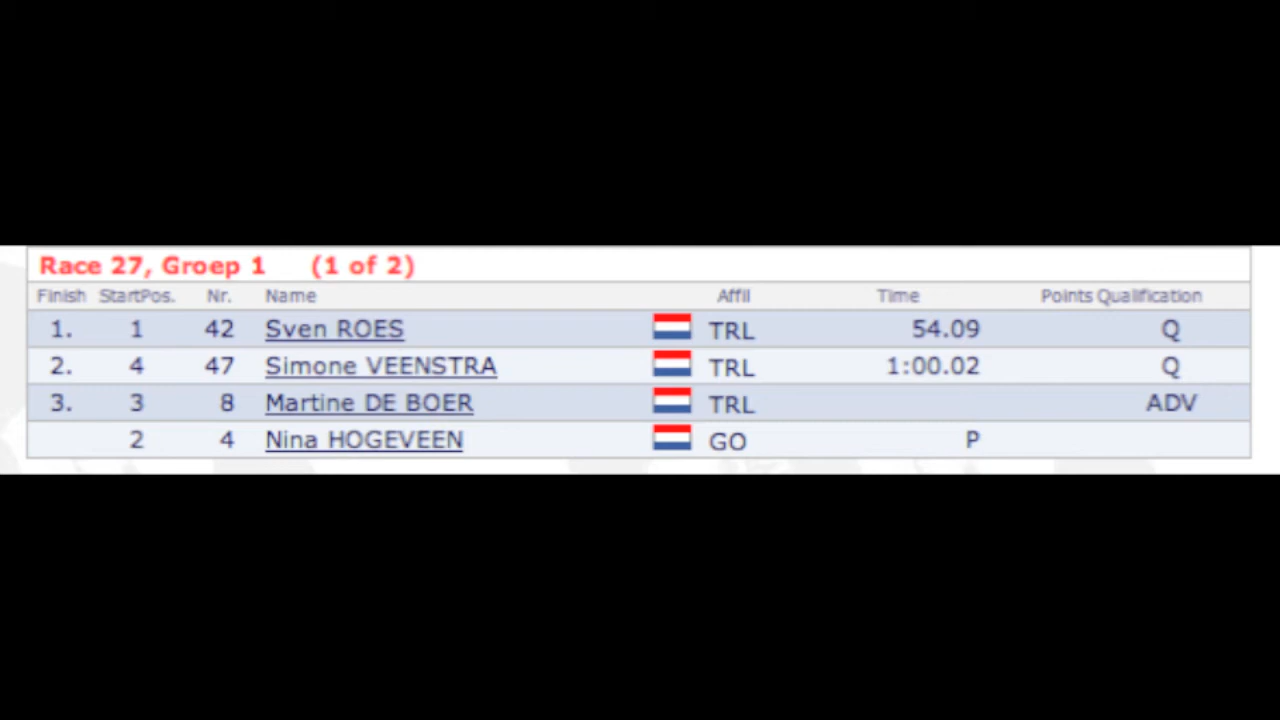 Race 27, Groep 1 (1 of 2)
Finish StartPos. Nr. Name Affil Time Points Qualification
1. 1 42 Sven ROES TRL 54.09 Q
2. 4 47 Simone VEENSTRA TRL 1:00.02 Q
3. 3 8 Martine DE BOER TRL ADV
2 4 Nina HOGEVEEN GO P